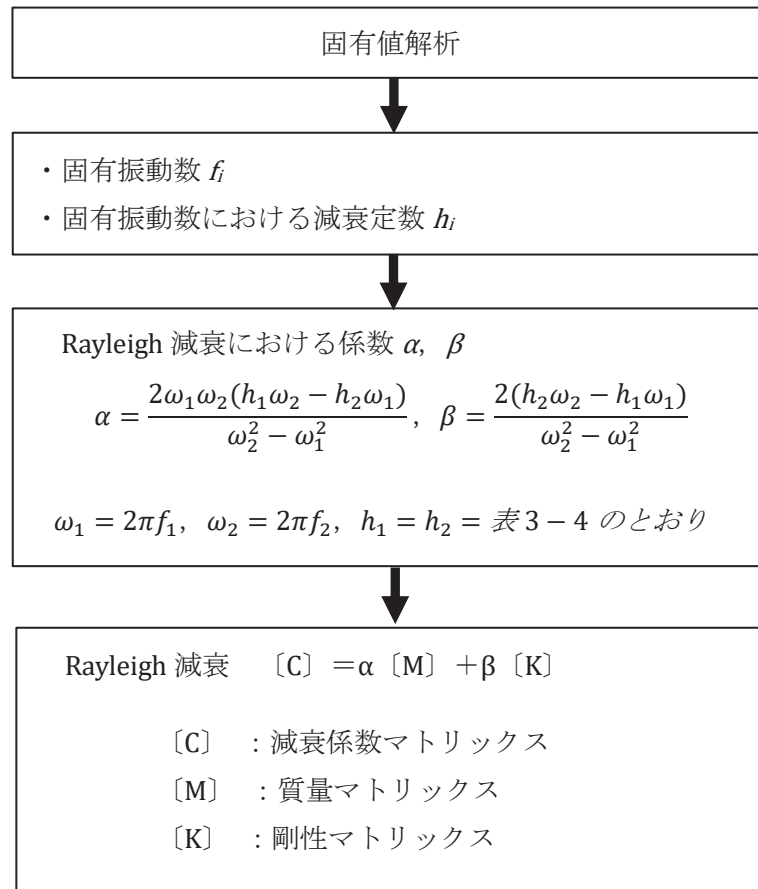 固有値解析
・固有振動数 fi
・固有振動数における減衰定数 hi
Rayleigh 減衰における係数 α, β
α = 2ω₁ω₂(h₁ω₂ − h₂ω₁) / ω₂² − ω₁², β = 2(h₂ω₂ − h₁ω₁) / ω₂² − ω₁²
ω₁ = 2πf₁, ω₂ = 2πf₂, h₁ = h₂ = 表 3 − 4 のとおり
Rayleigh 減衰 〔C〕=α〔M〕+β〔K〕
〔C〕 :減衰係数マトリックス
〔M〕 :質量マトリックス
〔K〕 :剛性マトリックス